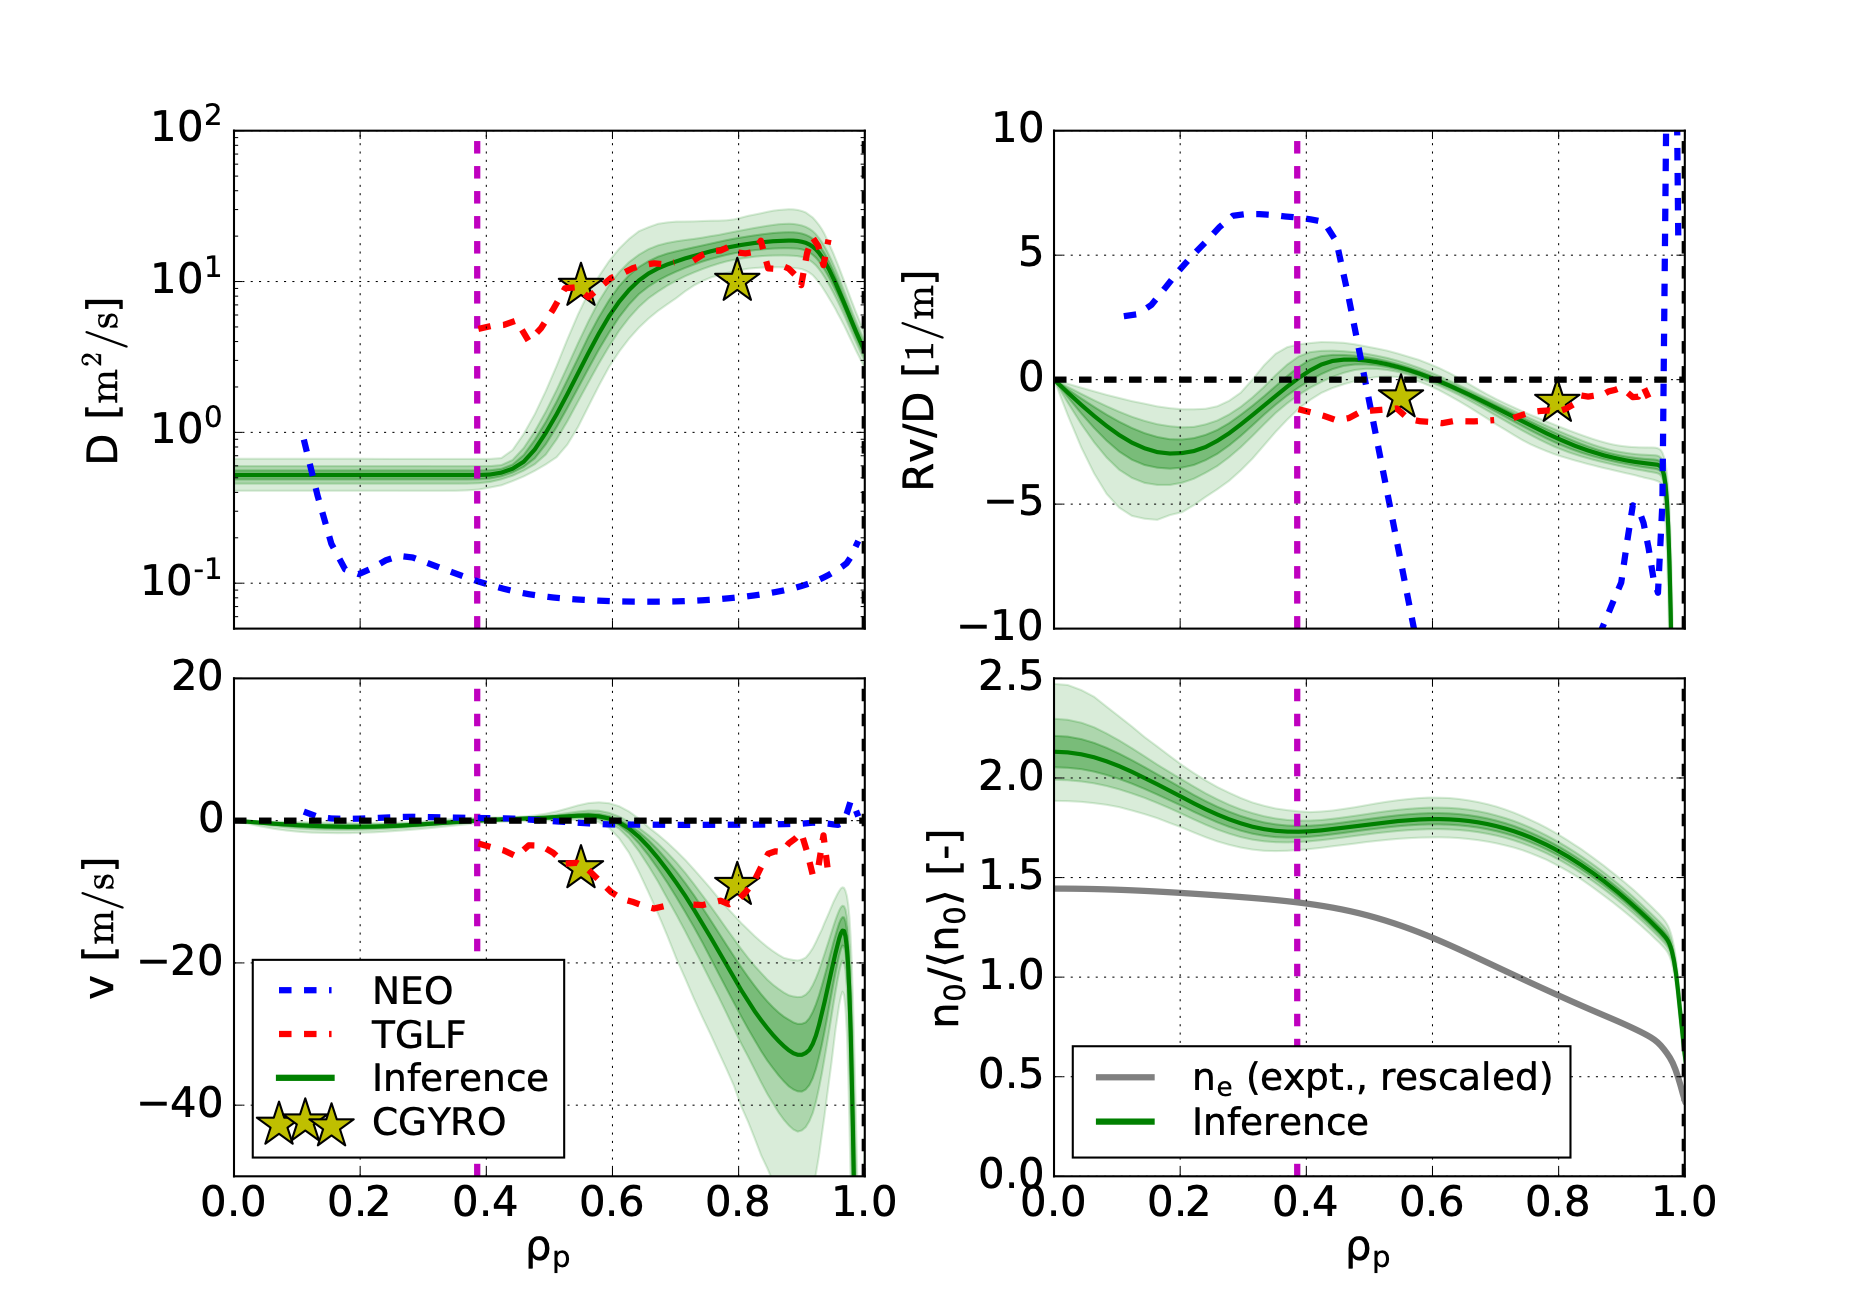 10²
10¹
10⁰
10⁻¹
D [m²/s]
10
5
0
−5
−10
Rv/D [1/m]
20
0
−20
−40
v [m/s]
NEO
TGLF
Inference
CGYRO
0.0 0.2 0.4 0.6 0.8 1.0
ρₚ
2.5
2.0
1.5
1.0
0.5
0.0
n₀/⟨n₀⟩ [-]
nₑ (expt., rescaled)
Inference
0.0 0.2 0.4 0.6 0.8 1.0
ρₚ